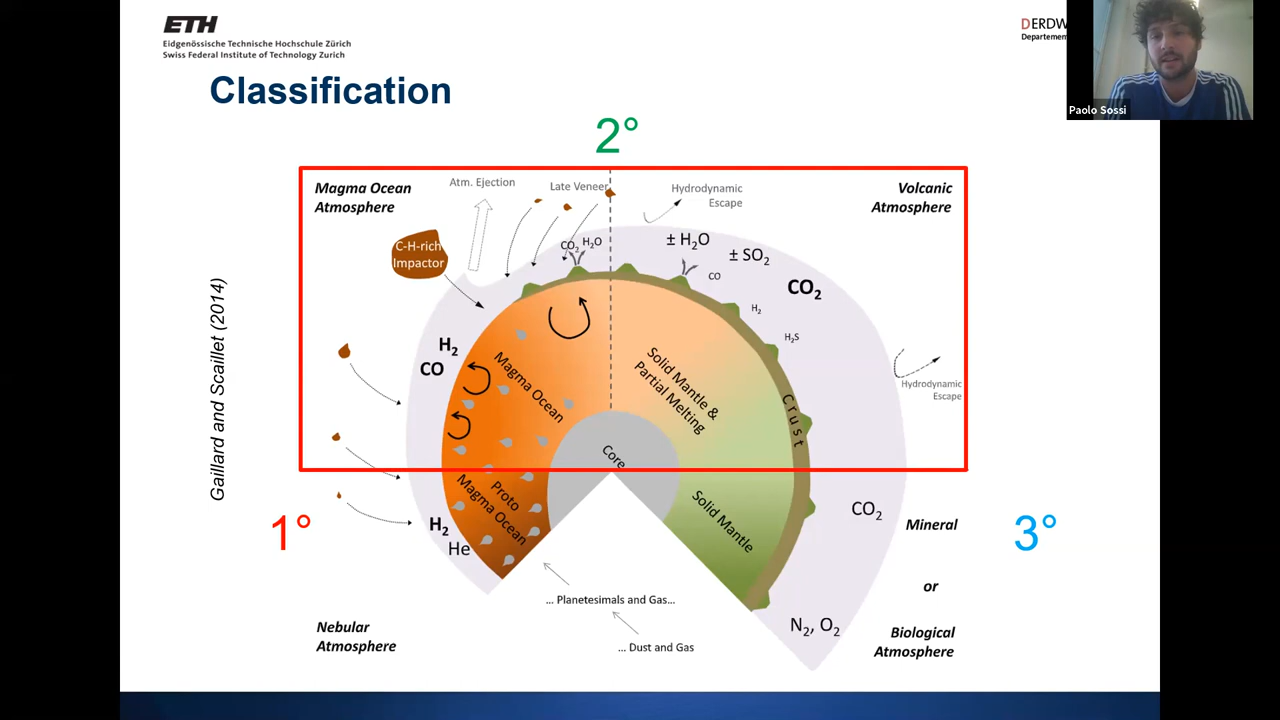 ETH
Eidgenössische Technische Hochschule Zürich
Swiss Federal Institute of Technology Zurich
DERDW
Departemen
Paolo Sossi
Classification
2°
Magma Ocean
Atmosphere
Atm. Ejection
Late Veneer
Hydrodynamic
Escape
Volcanic
Atmosphere
C-H-rich
Impactor
CO₂ H₂O
± H₂O
± SO₂
CO
CO₂
H₂
H₂S
H₂
CO
Magma Ocean
Solid Mantle &
Partial Melting
Crust
Hydrodynamic
Escape
Gaillard and Scaillet (2014)
Core
1°
Proto
Magma Ocean
H₂
He
Solid Mantle
CO₂
Mineral
or
Biological
Atmosphere
3°
N₂, O₂
... Planetesimals and Gas...
... Dust and Gas
Nebular
Atmosphere